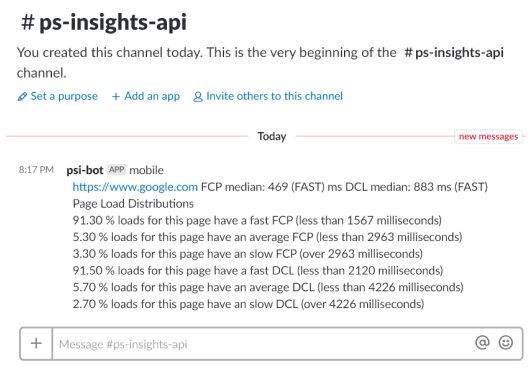 # ps-insights-api
You created this channel today. This is the very beginning of the # ps-insights-api
channel.
Set a purpose + Add an app Invite others to this channel
Today new messages
8:17 PM psi-bot APP mobile
https://www.google.com FCP median: 469 (FAST) ms DCL median: 883 ms (FAST)
Page Load Distributions
91.30 % loads for this page have a fast FCP (less than 1567 milliseconds)
5.30 % loads for this page have an average FCP (less than 2963 milliseconds)
3.30 % loads for this page have an slow FCP (over 2963 milliseconds)
91.50 % loads for this page have a fast DCL (less than 2120 milliseconds)
5.70 % loads for this page have an average DCL (less than 4226 milliseconds)
2.70 % loads for this page have an slow DCL (over 4226 milliseconds)
+ Message #ps-insights-api @